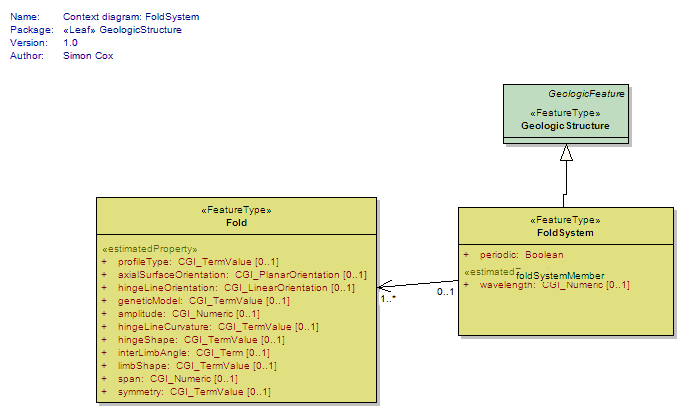 Name: Context diagram: FoldSystem
Package: «Leaf» GeologicStructure
Version: 1.0
Author: Simon Cox
GeologicFeature
«FeatureType»
GeologicStructure
«FeatureType»
Fold
«estimatedProperty»
+ profileType: CGI_TermValue [0..1]
+ axialSurfaceOrientation: CGI_PlanarOrientation [0..1]
+ hingeLineOrientation: CGI_LinearOrientation [0..1]
+ geneticModel: CGI_TermValue [0..1]
+ amplitude: CGI_Numeric [0..1]
+ hingeLineCurvature: CGI_TermValue [0..1]
+ hingeShape: CGI_TermValue [0..1]
+ interLimbAngle: CGI_Term [0..1]
+ limbShape: CGI_TermValue [0..1]
+ span: CGI_Numeric [0..1]
+ symmetry: CGI_TermValue [0..1]
1..*
0..1
«FeatureType»
FoldSystem
+ periodic: Boolean
«estimated
foldSystemMember
+ wavelength: CGI_Numeric [0..1]